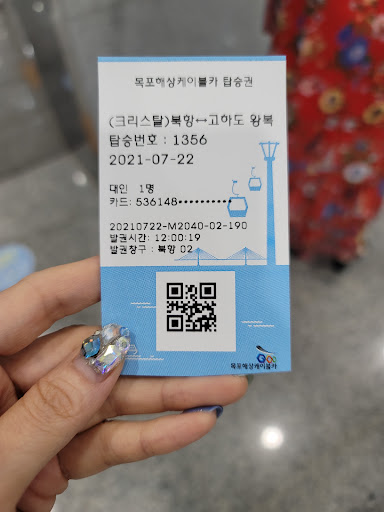 목포해상케이블카 탑승권
(크리스탈)북항↔고하도 왕복
탑승번호 : 1356
2021-07-22
대인 1명
카드: 536148••••••••••
20210722-M2040-02-190
발권시간: 12:00:19
발권창구 : 북항 02
목포해상케이블카